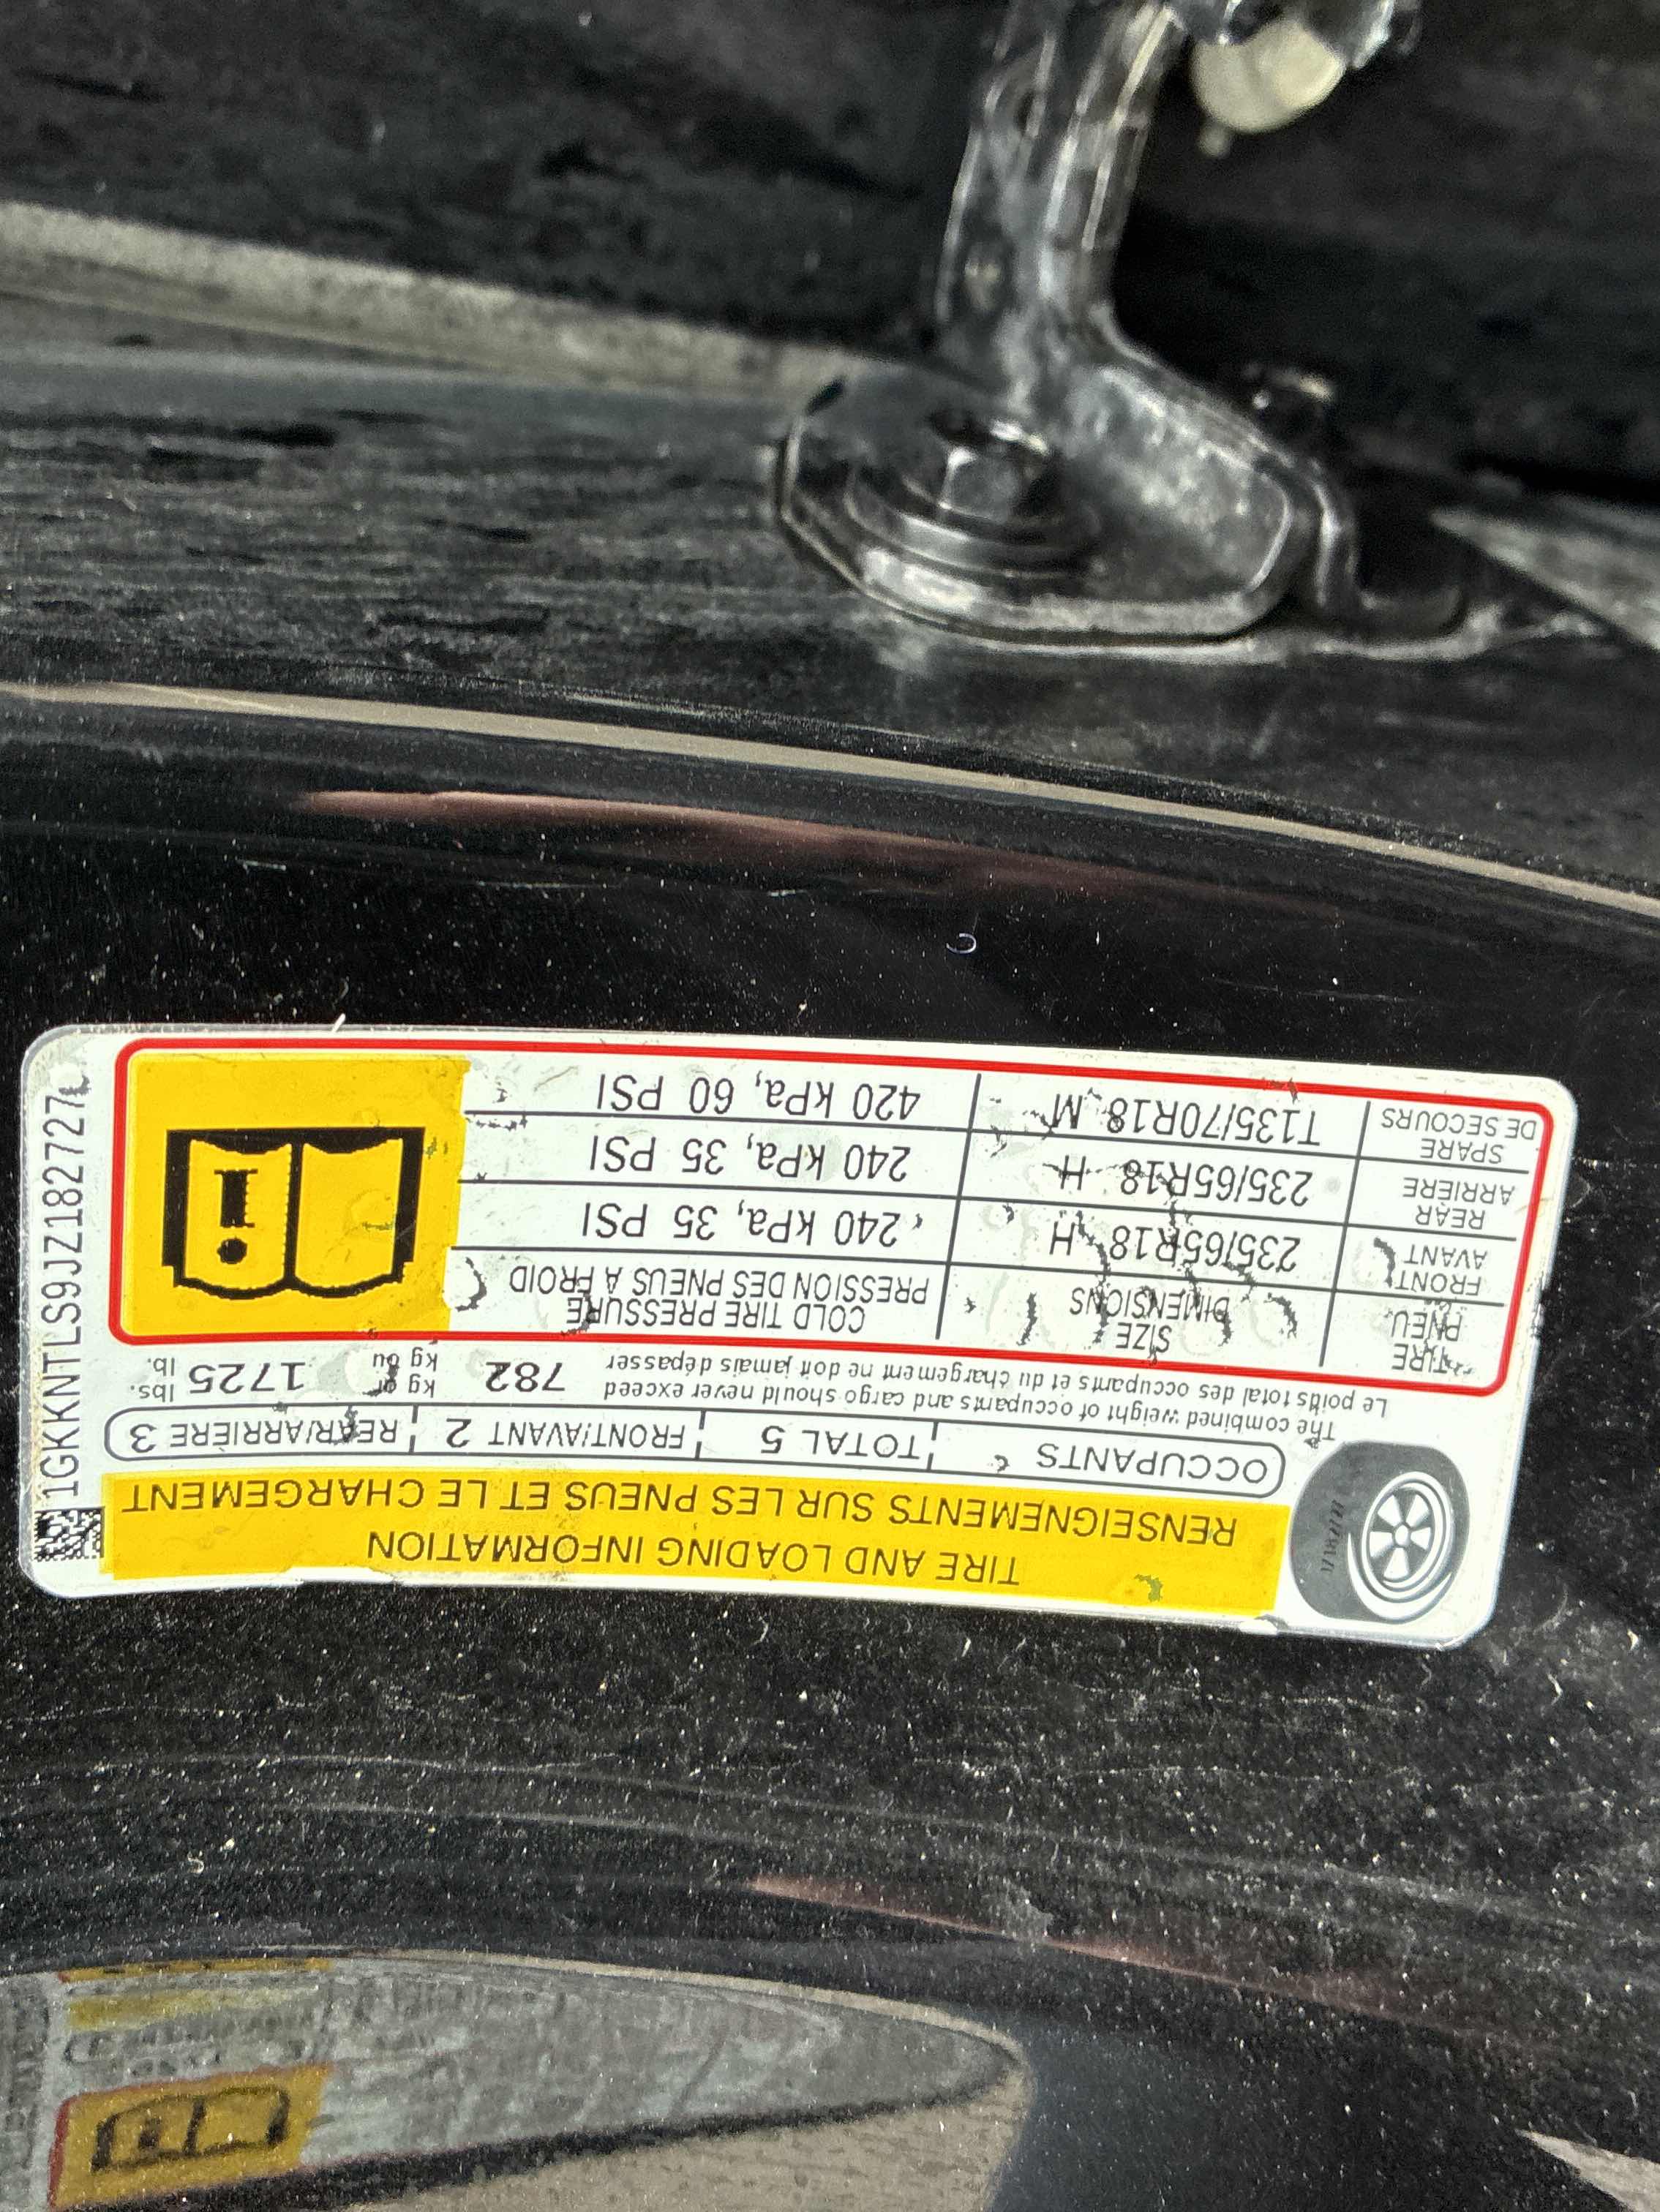 TIRE AND LOADING INFORMATION
RENSEIGNEMENTS SUR LES PNEUS ET LE CHARGEMENT
OCCUPANTS TOTAL 5 FRONT/AVANT 2 REAR/ARRIERE 3
The combined weight of occupants and cargo should never exceed 782 kg or 1725 lbs.
Le poids total des occupants et du chargement ne doit jamais dépasser kg ou lb.
TIRE SIZE COLD TIRE PRESSURE
PNEU DIMENSIONS PRESSION DES PNEUS À FROID
FRONT
AVANT 235/65R18 H 240 kPa, 35 PSI
REAR
ARRIERE 235/65R18 H 240 kPa, 35 PSI
SPARE
DE SECOURS T135/70R18 M 420 kPa, 60 PSI
1GKKNTLS9JZ182727